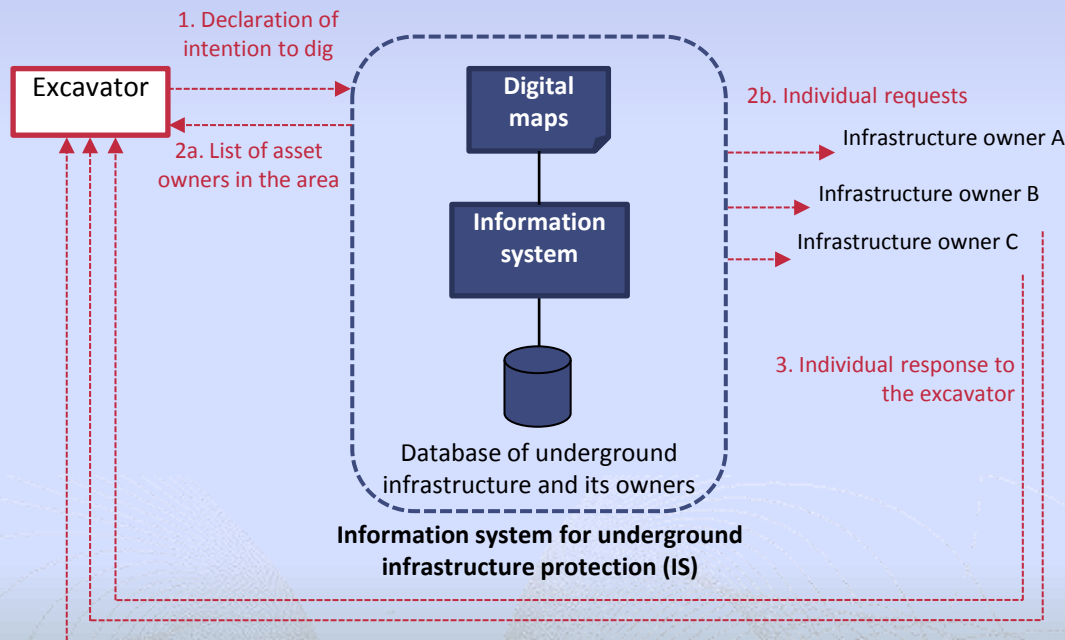 1. Declaration of
intention to dig
Excavator
2a. List of asset
owners in the area
Digital
maps
Information
system
Database of underground
infrastructure and its owners
Information system for underground
infrastructure protection (IS)
2b. Individual requests
Infrastructure owner A
Infrastructure owner B
Infrastructure owner C
3. Individual response to
the excavator